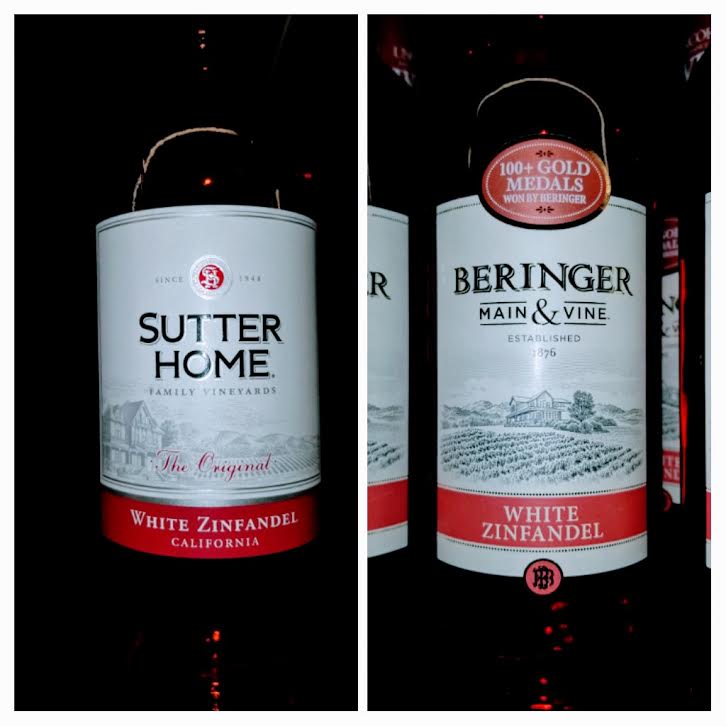 SINCE 1948
SUTTER
HOME.
FAMILY VINEYARDS
The Original
WHITE ZINFANDEL
CALIFORNIA
100+ GOLD
MEDALS
WON BY BERINGER
BERINGER
MAIN & VINE
ESTABLISHED
1876
WHITE
ZINFANDEL
R